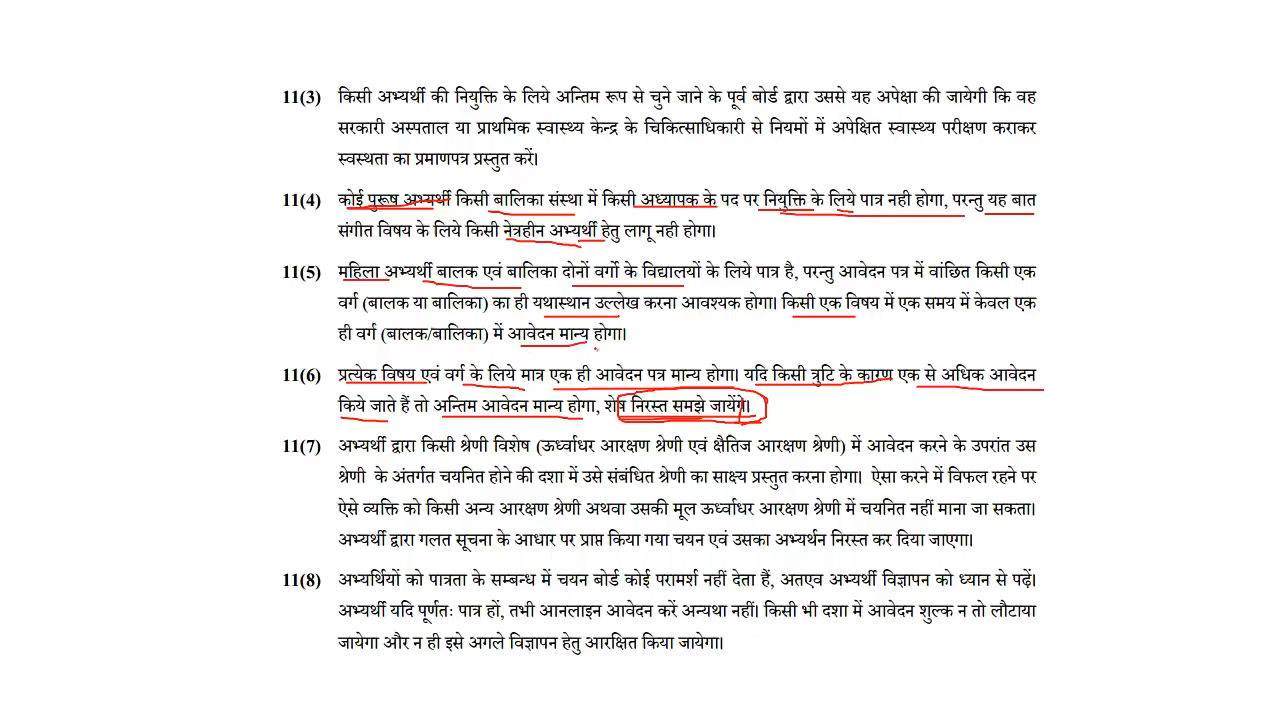 11(3) किसी अभ्यर्थी की नियुक्ति के लिये अन्तिम रूप से चुने जाने के पूर्व बोर्ड द्वारा उससे यह अपेक्षा की जायेगी कि वह
सरकारी अस्पताल या प्राथमिक स्वास्थ्य केन्द्र के चिकित्साधिकारी से नियमों में अपेक्षित स्वास्थ्य परीक्षण कराकर
स्वस्थता का प्रमाणपत्र प्रस्तुत करें।
11(4) कोई पुरूष अभ्यर्थी किसी बालिका संस्था में किसी अध्यापक के पद पर नियुक्ति के लिये पात्र नही होगा, परन्तु यह बात
संगीत विषय के लिये किसी नेत्रहीन अभ्यर्थी हेतु लागू नही होगा।
11(5) महिला अभ्यर्थी बालक एवं बालिका दोनों वर्गो के विद्यालयों के लिये पात्र है, परन्तु आवेदन पत्र में वांछित किसी एक
वर्ग (बालक या बालिका) का ही यथास्थान उल्लेख करना आवश्यक होगा। किसी एक विषय में एक समय में केवल एक
ही वर्ग (बालक/बालिका) में आवेदन मान्य होगा।
11(6) प्रत्येक विषय एवं वर्ग के लिये मात्र एक ही आवेदन पत्र मान्य होगा। यदि किसी त्रुटि के कारण एक से अधिक आवेदन
किये जाते हैं तो अन्तिम आवेदन मान्य होगा, शेष निरस्त समझे जायेंगे।
11(7) अभ्यर्थी द्वारा किसी श्रेणी विशेष (ऊर्ध्वाधर आरक्षण श्रेणी एवं क्षैतिज आरक्षण श्रेणी) में आवेदन करने के उपरांत उस
श्रेणी के अंतर्गत चयनित होने की दशा में उसे संबंधित श्रेणी का साक्ष्य प्रस्तुत करना होगा। ऐसा करने में विफल रहने पर
ऐसे व्यक्ति को किसी अन्य आरक्षण श्रेणी अथवा उसकी मूल ऊर्ध्वाधर आरक्षण श्रेणी में चयनित नहीं माना जा सकता।
अभ्यर्थी द्वारा गलत सूचना के आधार पर प्राप्त किया गया चयन एवं उसका अभ्यर्थन निरस्त कर दिया जाएगा।
11(8) अभ्यर्थियों को पात्रता के सम्बन्ध में चयन बोर्ड कोई परामर्श नहीं देता हैं, अतएव अभ्यर्थी विज्ञापन को ध्यान से पढ़ें।
अभ्यर्थी यदि पूर्णतः पात्र हों, तभी आनलाइन आवेदन करें अन्यथा नहीं। किसी भी दशा में आवेदन शुल्क न तो लौटाया
जायेगा और न ही इसे अगले विज्ञापन हेतु आरक्षित किया जायेगा।